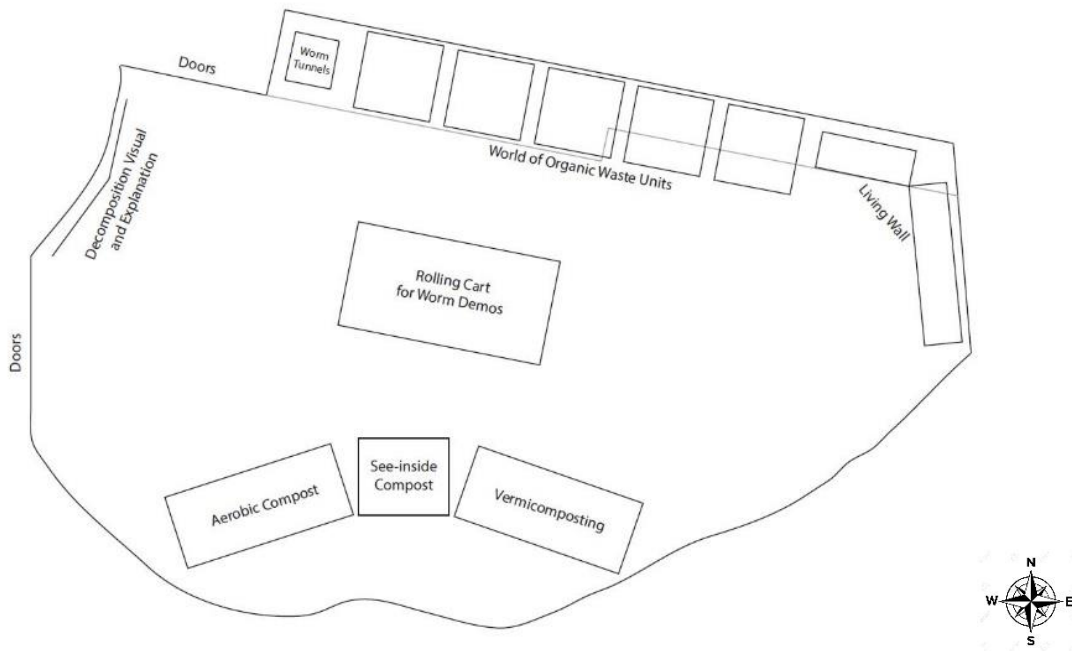 Doors
Worm
Tunnels
World of Organic Waste Units
Living Wall
Decomposition Visual
and Explanation
Rolling Cart
for Worm Demos
Doors
Aerobic Compost
See-inside
Compost
Vermicomposting
N
W E
S